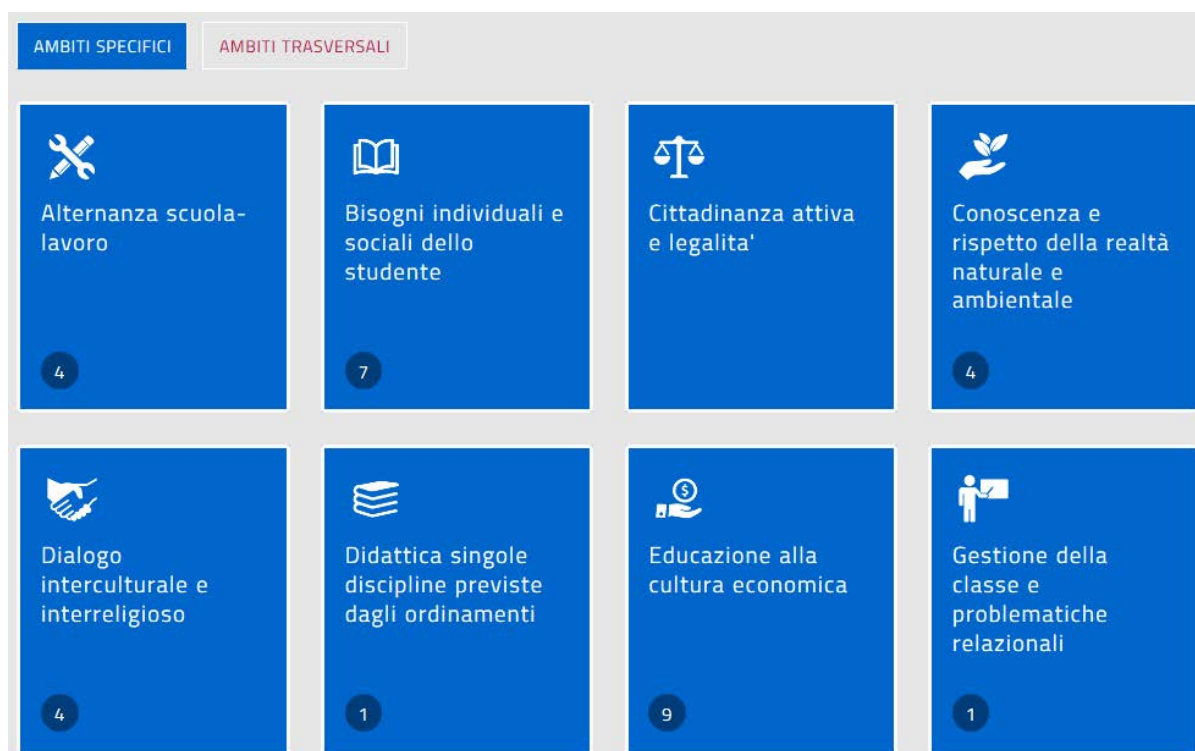 AMBITI SPECIFICI
AMBITI TRASVERSALI
Alternanza scuola-
lavoro
4
Bisogni individuali e
sociali dello
studente
7
Cittadinanza attiva
e legalita'
Conoscenza e
rispetto della realtà
naturale e
ambientale
4
Dialogo
interculturale e
interreligioso
4
Didattica singole
discipline previste
dagli ordinamenti
1
$
Educazione alla
cultura economica
9
Gestione della
classe e
problematiche
relazionali
1